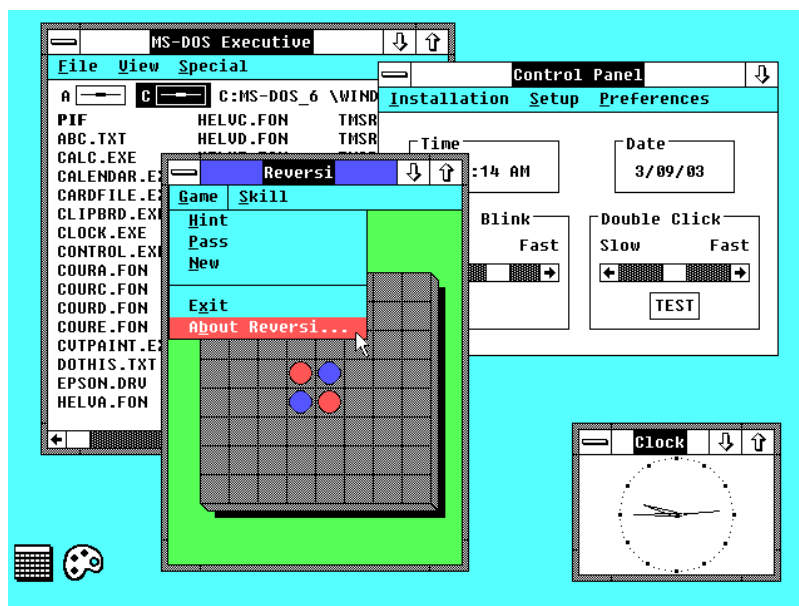 MS-DOS Executive
File View Special
A C C:MS-DOS_6 \WIND
PIF HELVC.FON TMSR
ABC.TXT HELVD.FON TMSR
CALC.EXE
CALENDAR.E
CARDFILE.E
CLIPBRD.EX
CLOCK.EXE
CONTROL.EX
COURA.FON
COURC.FON
COURD.FON
COURE.FON
CVTPAINT.E
DOTHIS.TXT
EPSON.DRV
HELVA.FON
Control Panel
Installation Setup Preferences
Time
:14 AM
Date
3/09/03
Blink
Fast
Double Click
Slow Fast
TEST
Reversi
Game Skill
Hint
Pass
New
Exit
About Reversi...
Clock